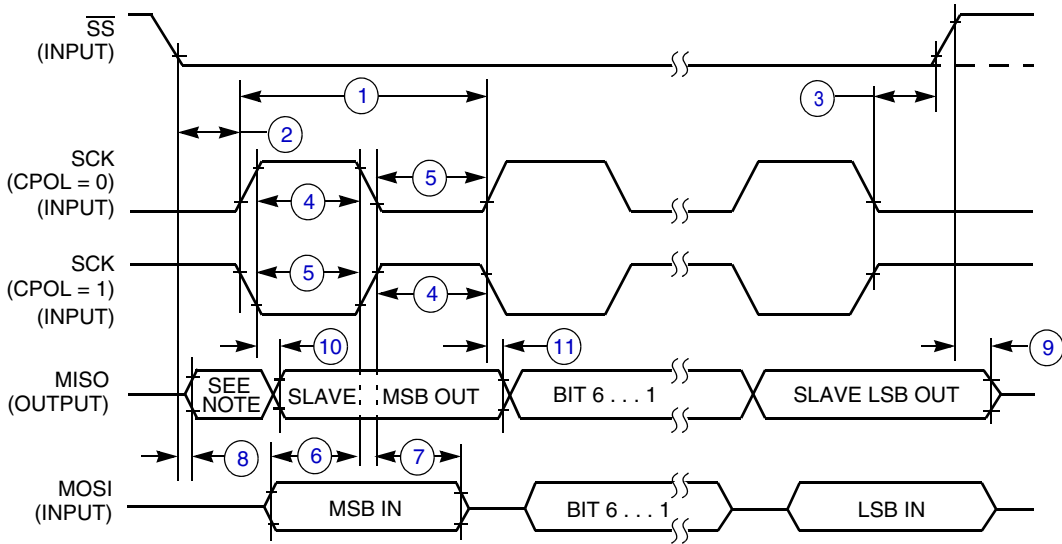 SS
(INPUT)
1
3
2
SCK
(CPOL = 0)
(INPUT)
5
4
SCK
(CPOL = 1)
(INPUT)
5
4
10
11
9
MISO
(OUTPUT)
SEE
NOTE
SLAVE
MSB OUT
BIT 6 . . . 1
SLAVE LSB OUT
8
6
7
MOSI
(INPUT)
MSB IN
BIT 6 . . . 1
LSB IN